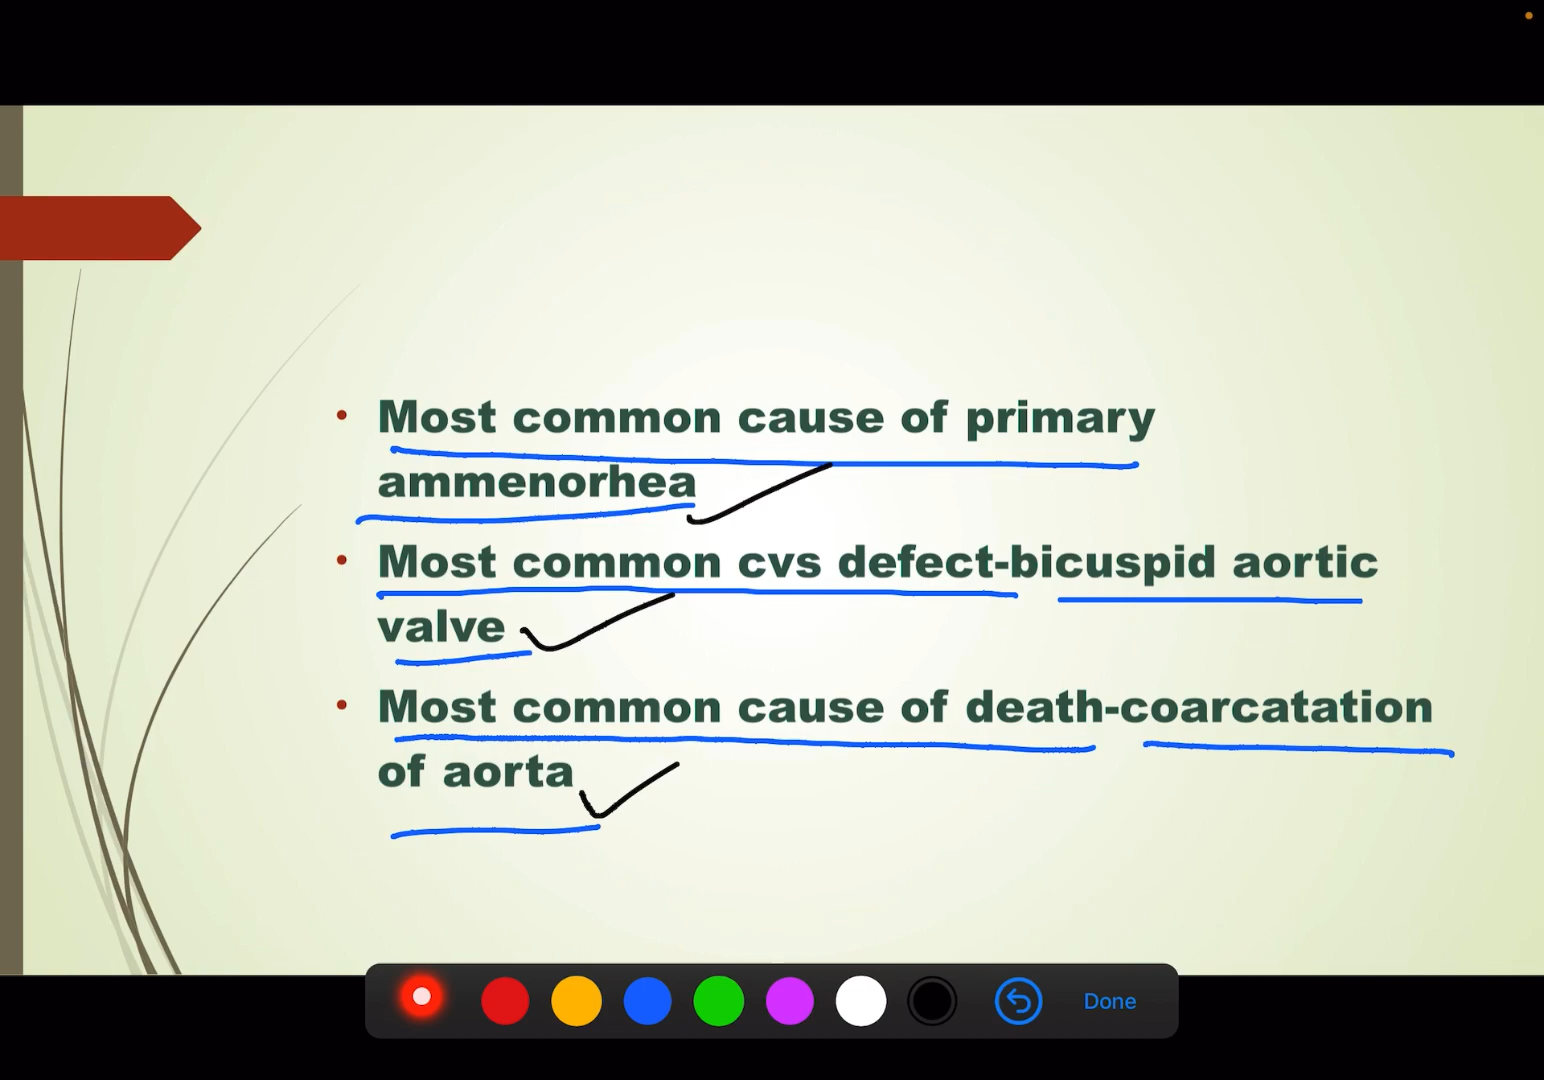 • Most common cause of primary
ammenorhea
• Most common cvs defect-bicuspid aortic
valve
• Most common cause of death-coarcatation
of aorta
Done